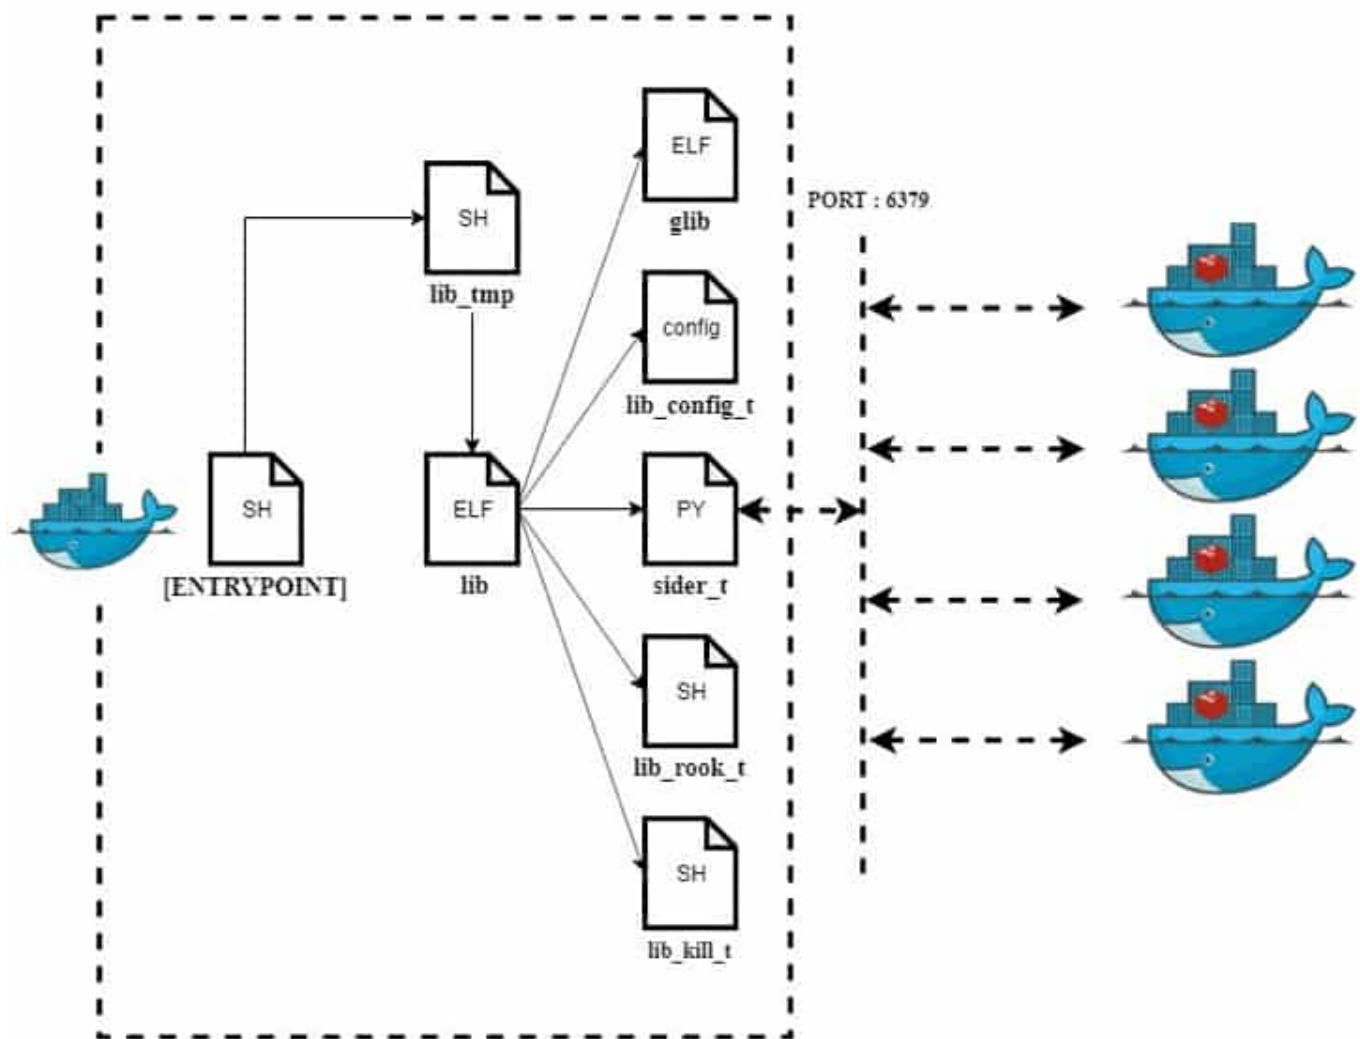 ELF
glib
PORT : 6379
SH
lib_tmp
config
lib_config_t
SH
[ENTRYPOINT]
ELF
lib
PY
sider_t
SH
lib_rook_t
SH
lib_kill_t